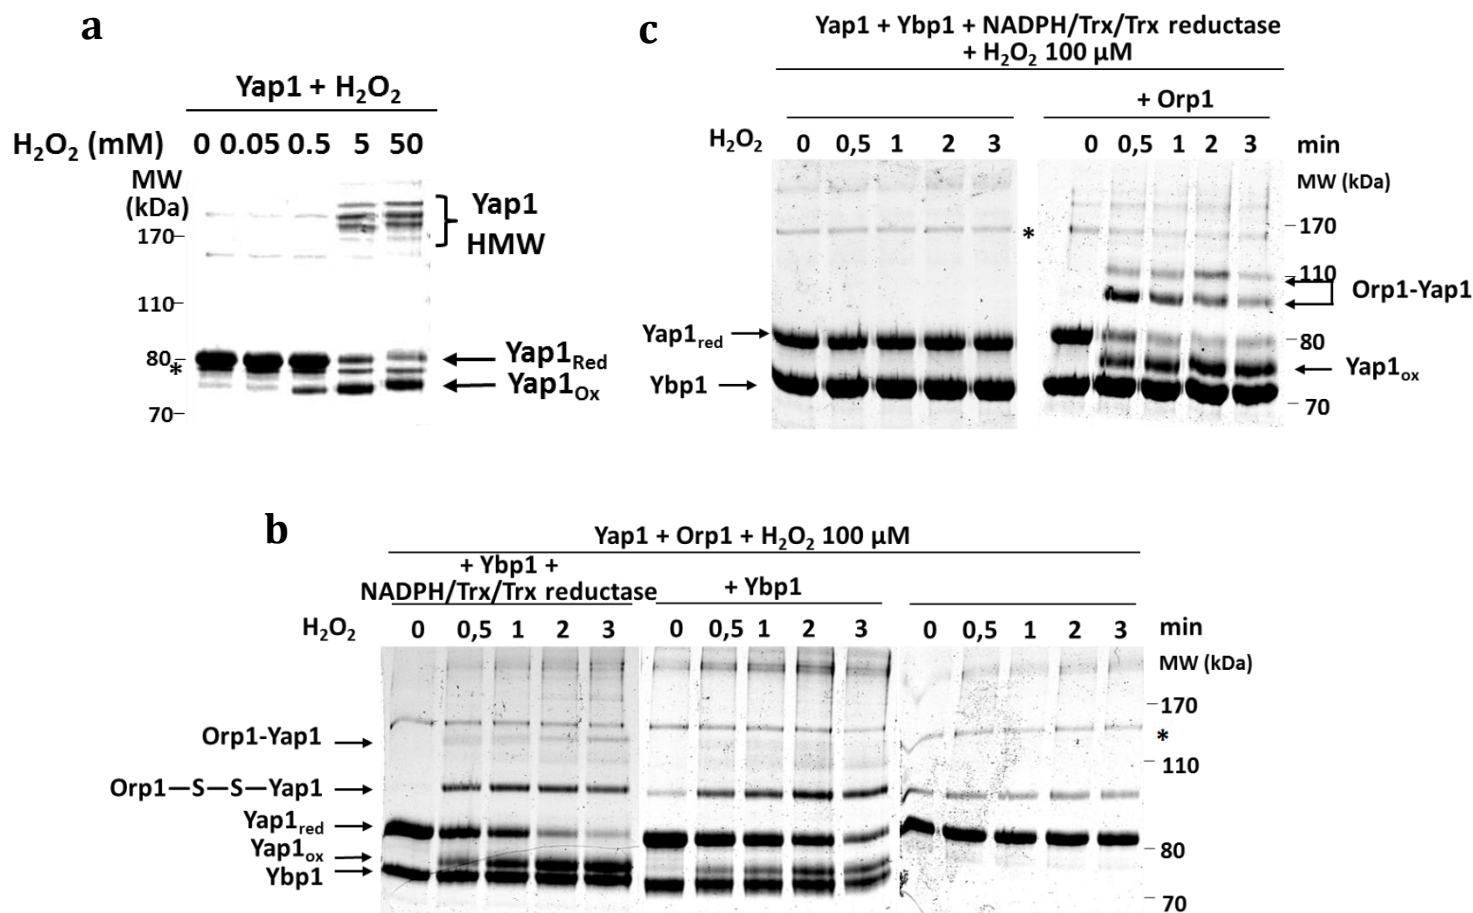 a
Yap1 + H₂O₂
H₂O₂ (mM) 0 0.05 0.5 5 50
MW
(kDa)
170
110
80
*
70
Yap1
HMW
Yap1Red
Yap1Ox
c
Yap1 + Ybp1 + NADPH/Trx/Trx reductase
+ H₂O₂ 100 µM
+ Orp1
H₂O₂ 0 0,5 1 2 3 0 0,5 1 2 3 min
MW (kDa)
170
*
110
Orp1-Yap1
Yap1red
80
Yap1ox
Ybp1
70
b
Yap1 + Orp1 + H₂O₂ 100 µM
+ Ybp1 +
NADPH/Trx/Trx reductase
+ Ybp1
H₂O₂ 0 0,5 1 2 3 0 0,5 1 2 3 0 0,5 1 2 3 min
MW (kDa)
170
Orp1-Yap1
*
110
Orp1—S—S—Yap1
Yap1red
80
Yap1ox
Ybp1
70